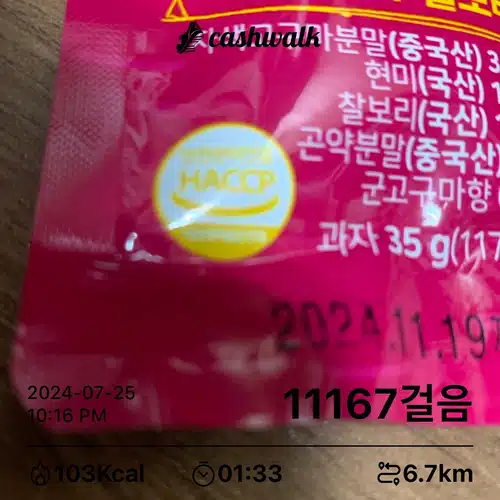 cashwalk
분말(중국산) 3
현미(국산) 1
찰보리(국산)
곤약분말(중국산)
군고구마향
HACCP
과자 35 g(117
2024.11.19
2024-07-25
10:16 PM
11167걸음
103Kcal
01:33
6.7km